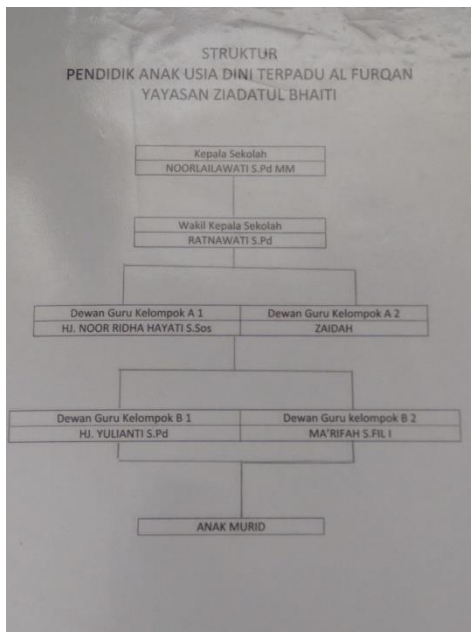 STRUKTUR
PENDIDIK ANAK USIA DINI TERPADU AL FURQAN
YAYASAN ZIADATUL BHAITI
Kepala Sekolah
NOORLAILAWATI S.Pd MM
Wakil Kepala Sekolah
RATNAWATI S.Pd
Dewan Guru Kelompok A 1
HJ. NOOR RIDHA HAYATI S.Sos
Dewan Guru Kelompok A 2
ZAIDAH
Dewan Guru Kelompok B 1
HJ. YULIANTI S.Pd
Dewan Guru kelompok B 2
MA'RIFAH S.FIL I
ANAK MURID